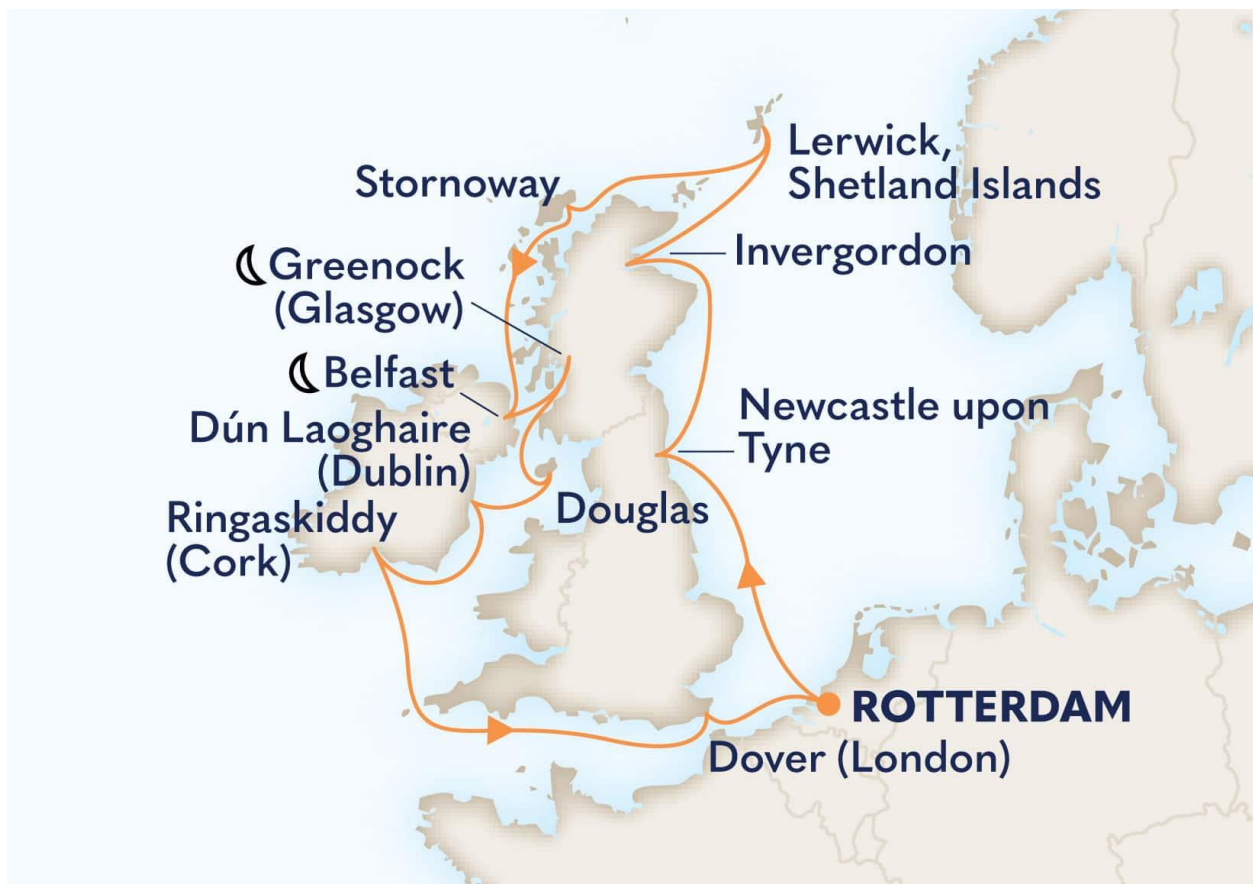 Lerwick,
Shetland Islands
Stornoway
Invergordon
Greenock
(Glasgow)
Belfast
Newcastle upon
Tyne
Dún Laoghaire
(Dublin)
Douglas
Ringaskiddy
(Cork)
ROTTERDAM
Dover (London)